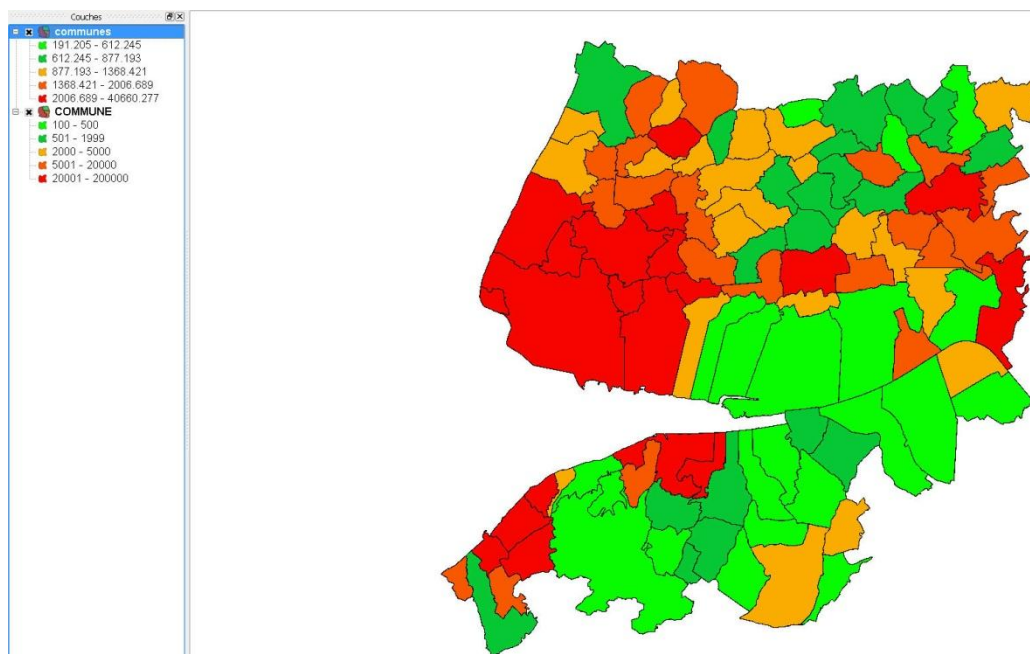 Couches
communes
191.205 - 612.245
612.245 - 877.193
877.193 - 1368.421
1368.421 - 2006.689
2006.689 - 40660.277
COMMUNE
100 - 500
501 - 1999
2000 - 5000
5001 - 20000
20001 - 200000